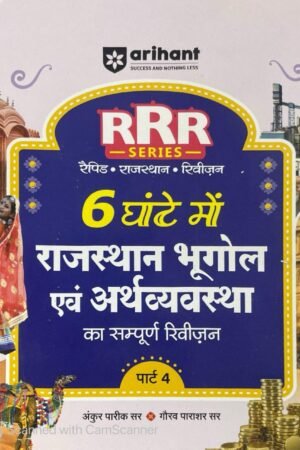 arihant
SUCCESS AND NOTHING LESS
RRR
SERIES
रैपिड • राजस्थान • रिवीज़न
6 घांटे मों
राजस्थान भूगोल
एवं अर्थव्यवस्था
का सम्पूर्ण रिवीज़न
पार्ट 4
अंकुर पारीक सर × गौरव पाराशर सर
Scanned with CamScanner